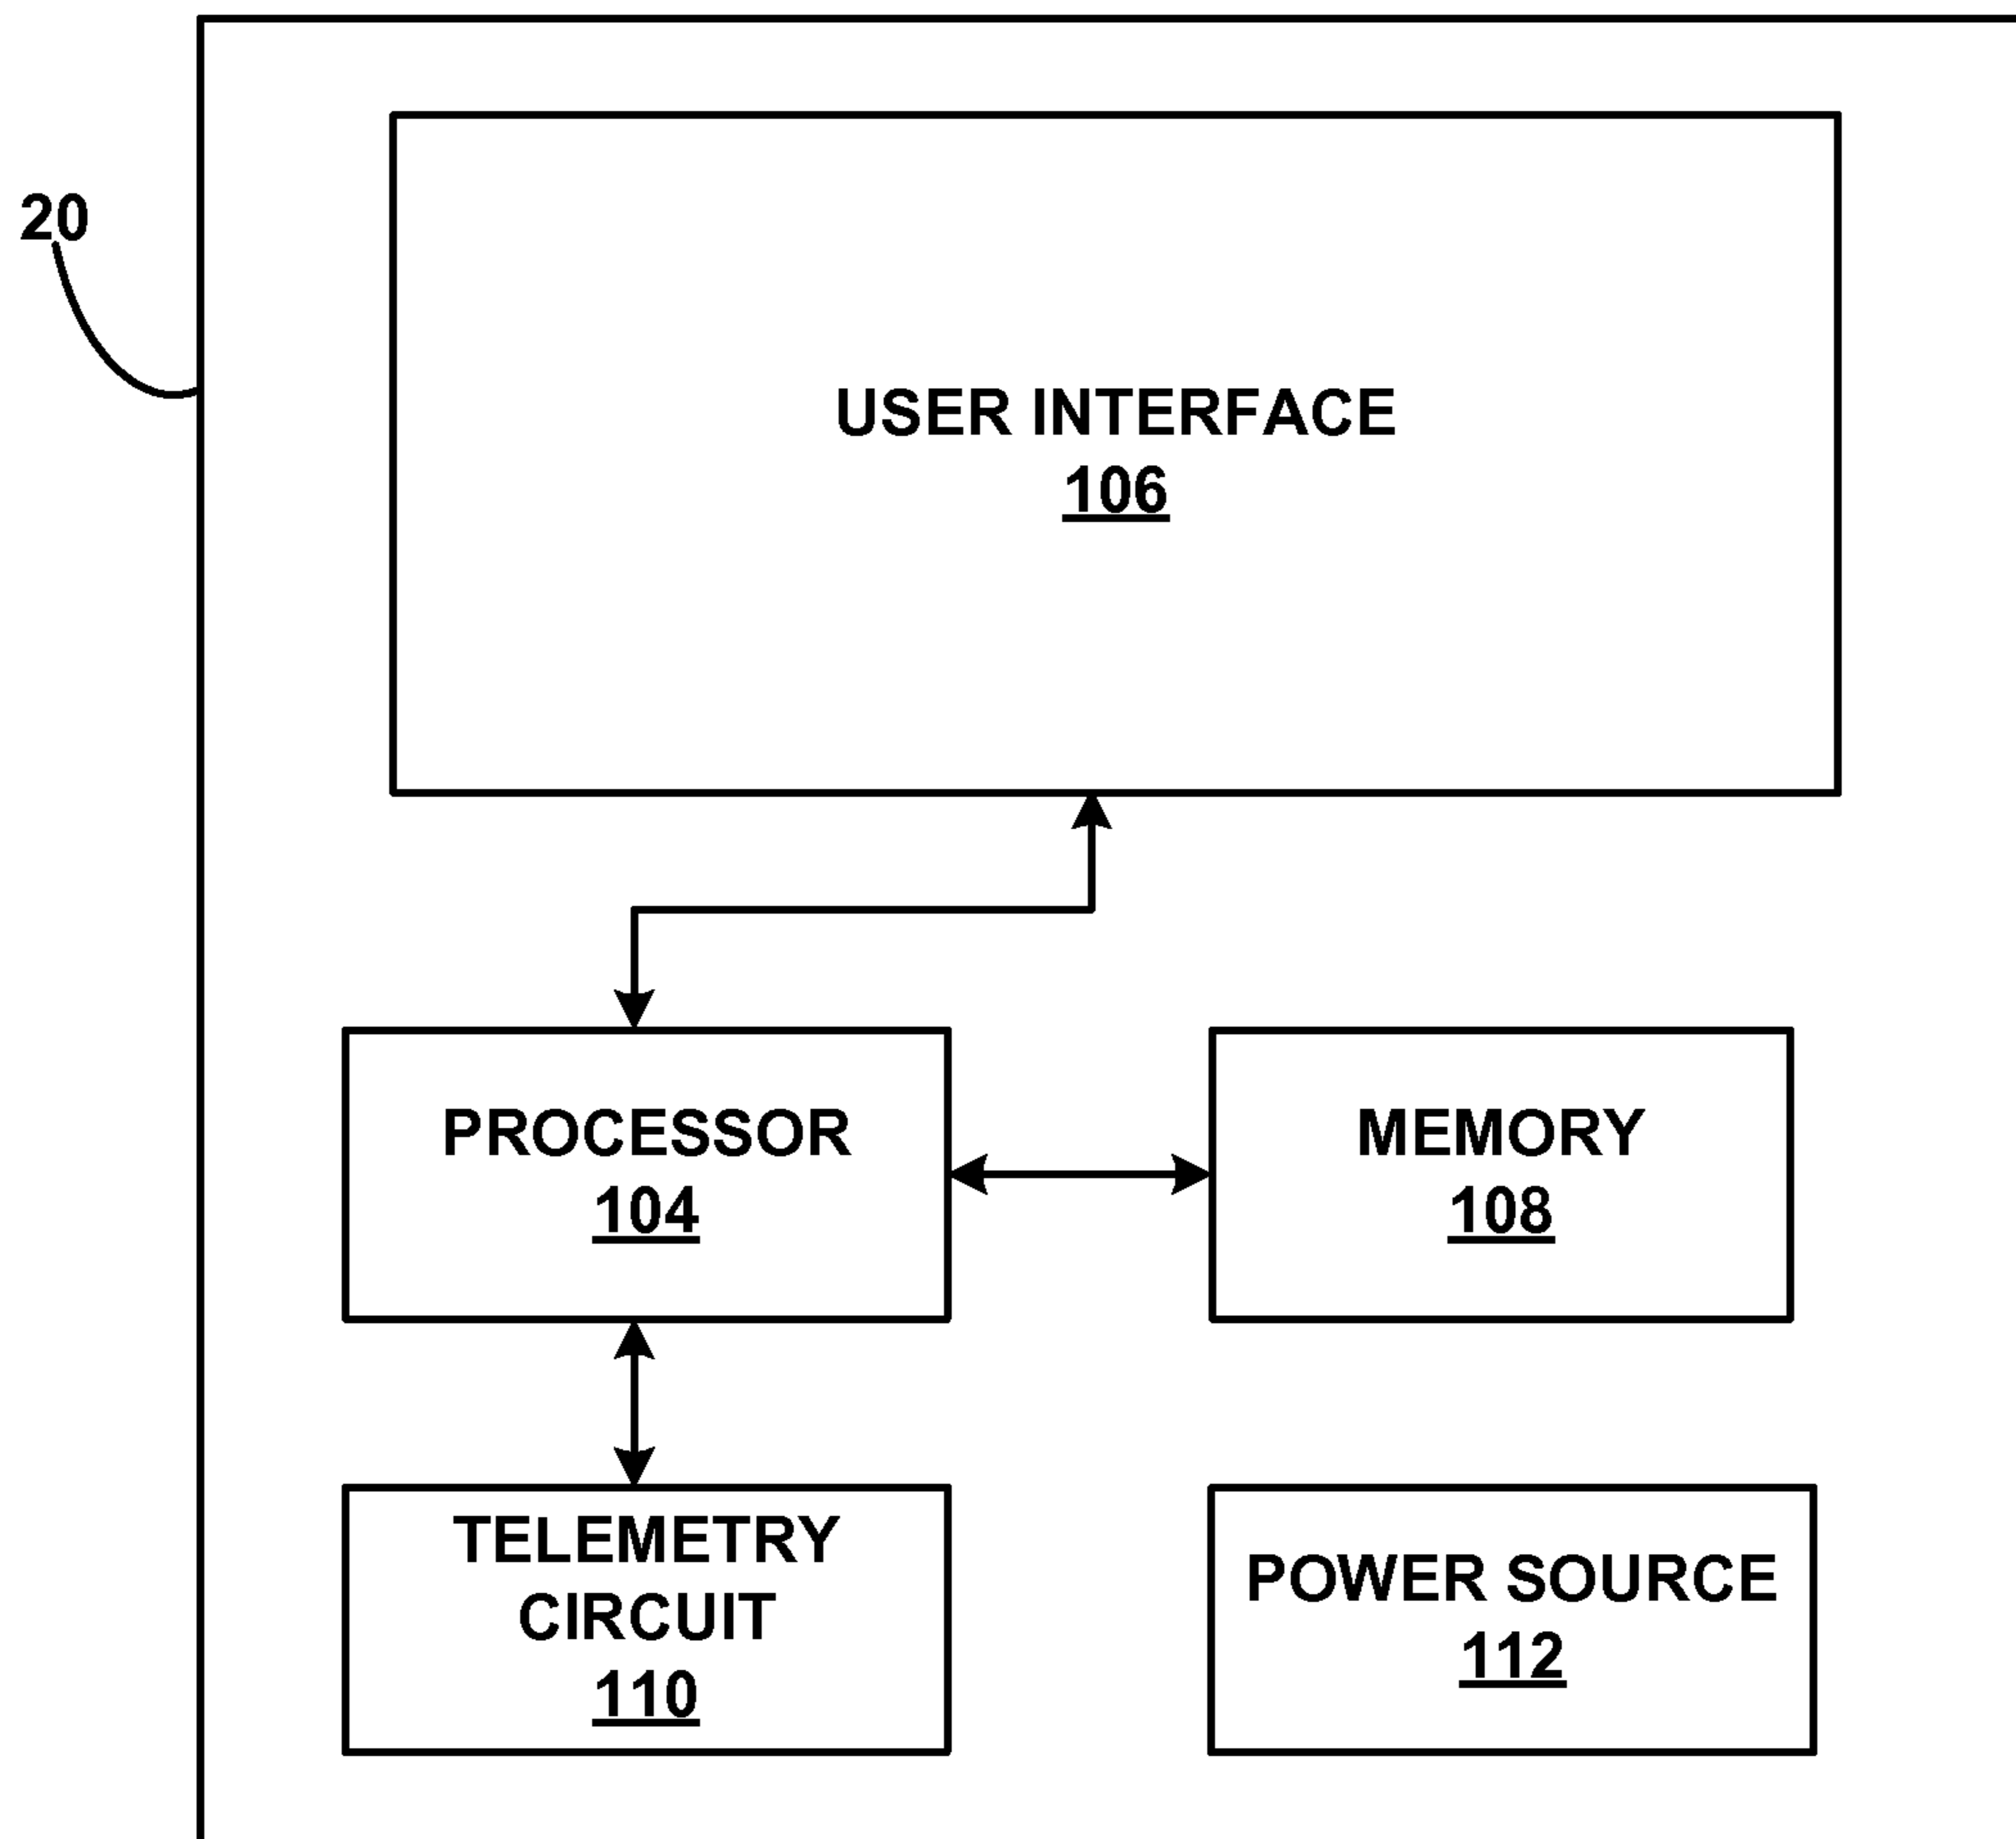 20
USER INTERFACE
106
PROCESSOR
104
MEMORY
108
TELEMETRY
CIRCUIT
110
POWER SOURCE
112